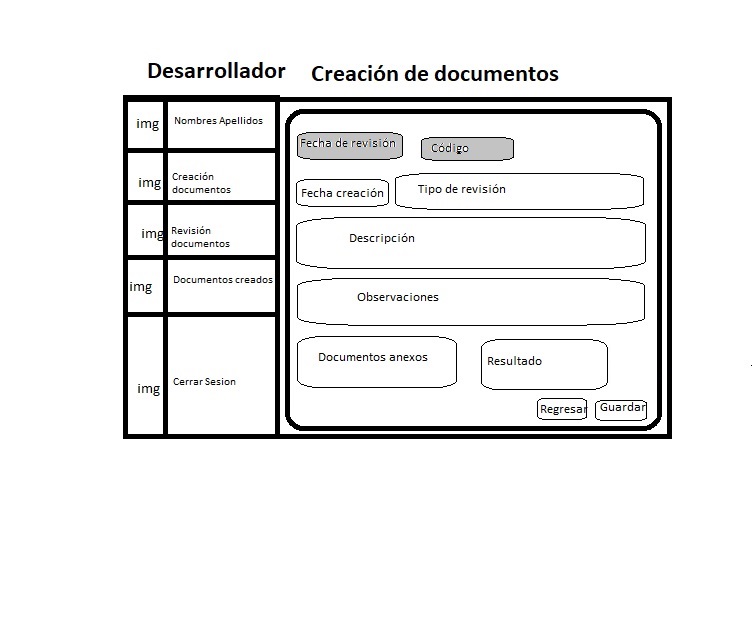 Desarrollador
Creación de documentos
img
Nombres Apellidos
img
Creación
documentos
img
Revisión
documentos
img
Documentos creados
img
Cerrar Sesion
Fecha de revisión
Código
Fecha creación
Tipo de revisión
Descripción
Observaciones
Documentos anexos
Resultado
Regresar
Guardar